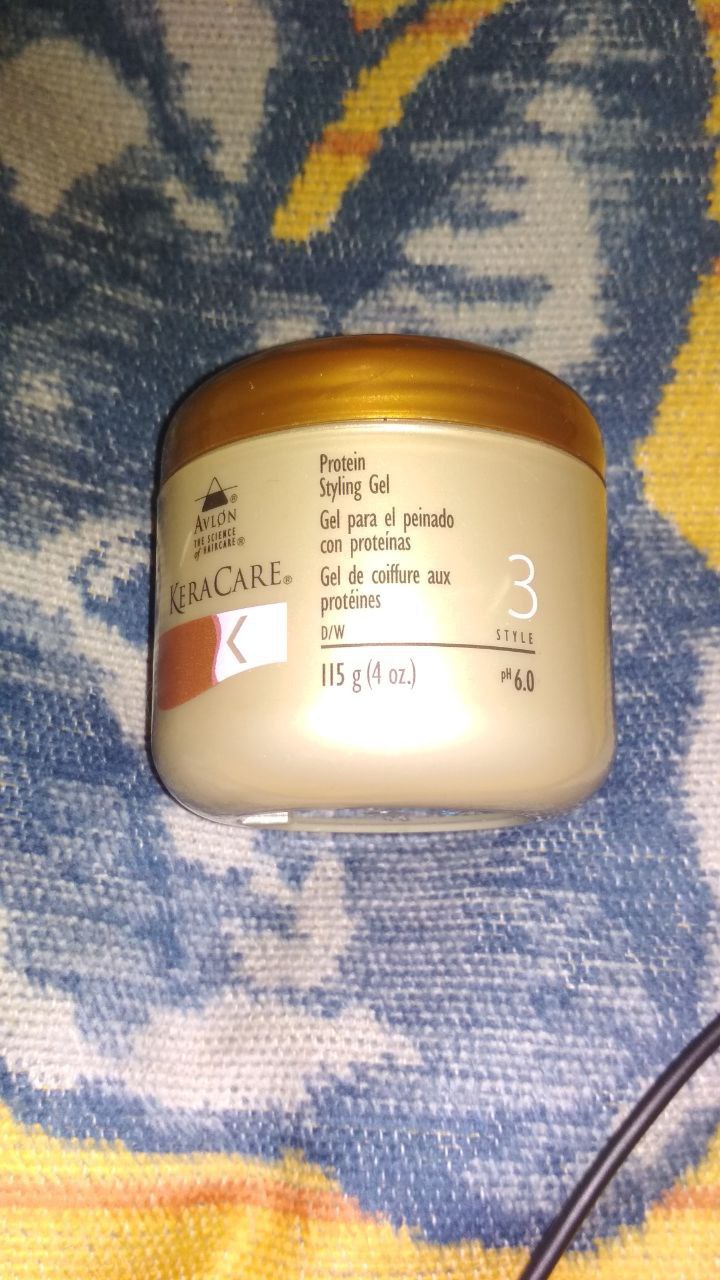 AVLON®
THE SCIENCE
of HAIRCARE®
KERACARE®
K
Protein
Styling Gel
Gel para el peinado
con proteínas
Gel de coiffure aux
protéines
D/W
115 g (4 oz.)
3
STYLE
pH 6.0